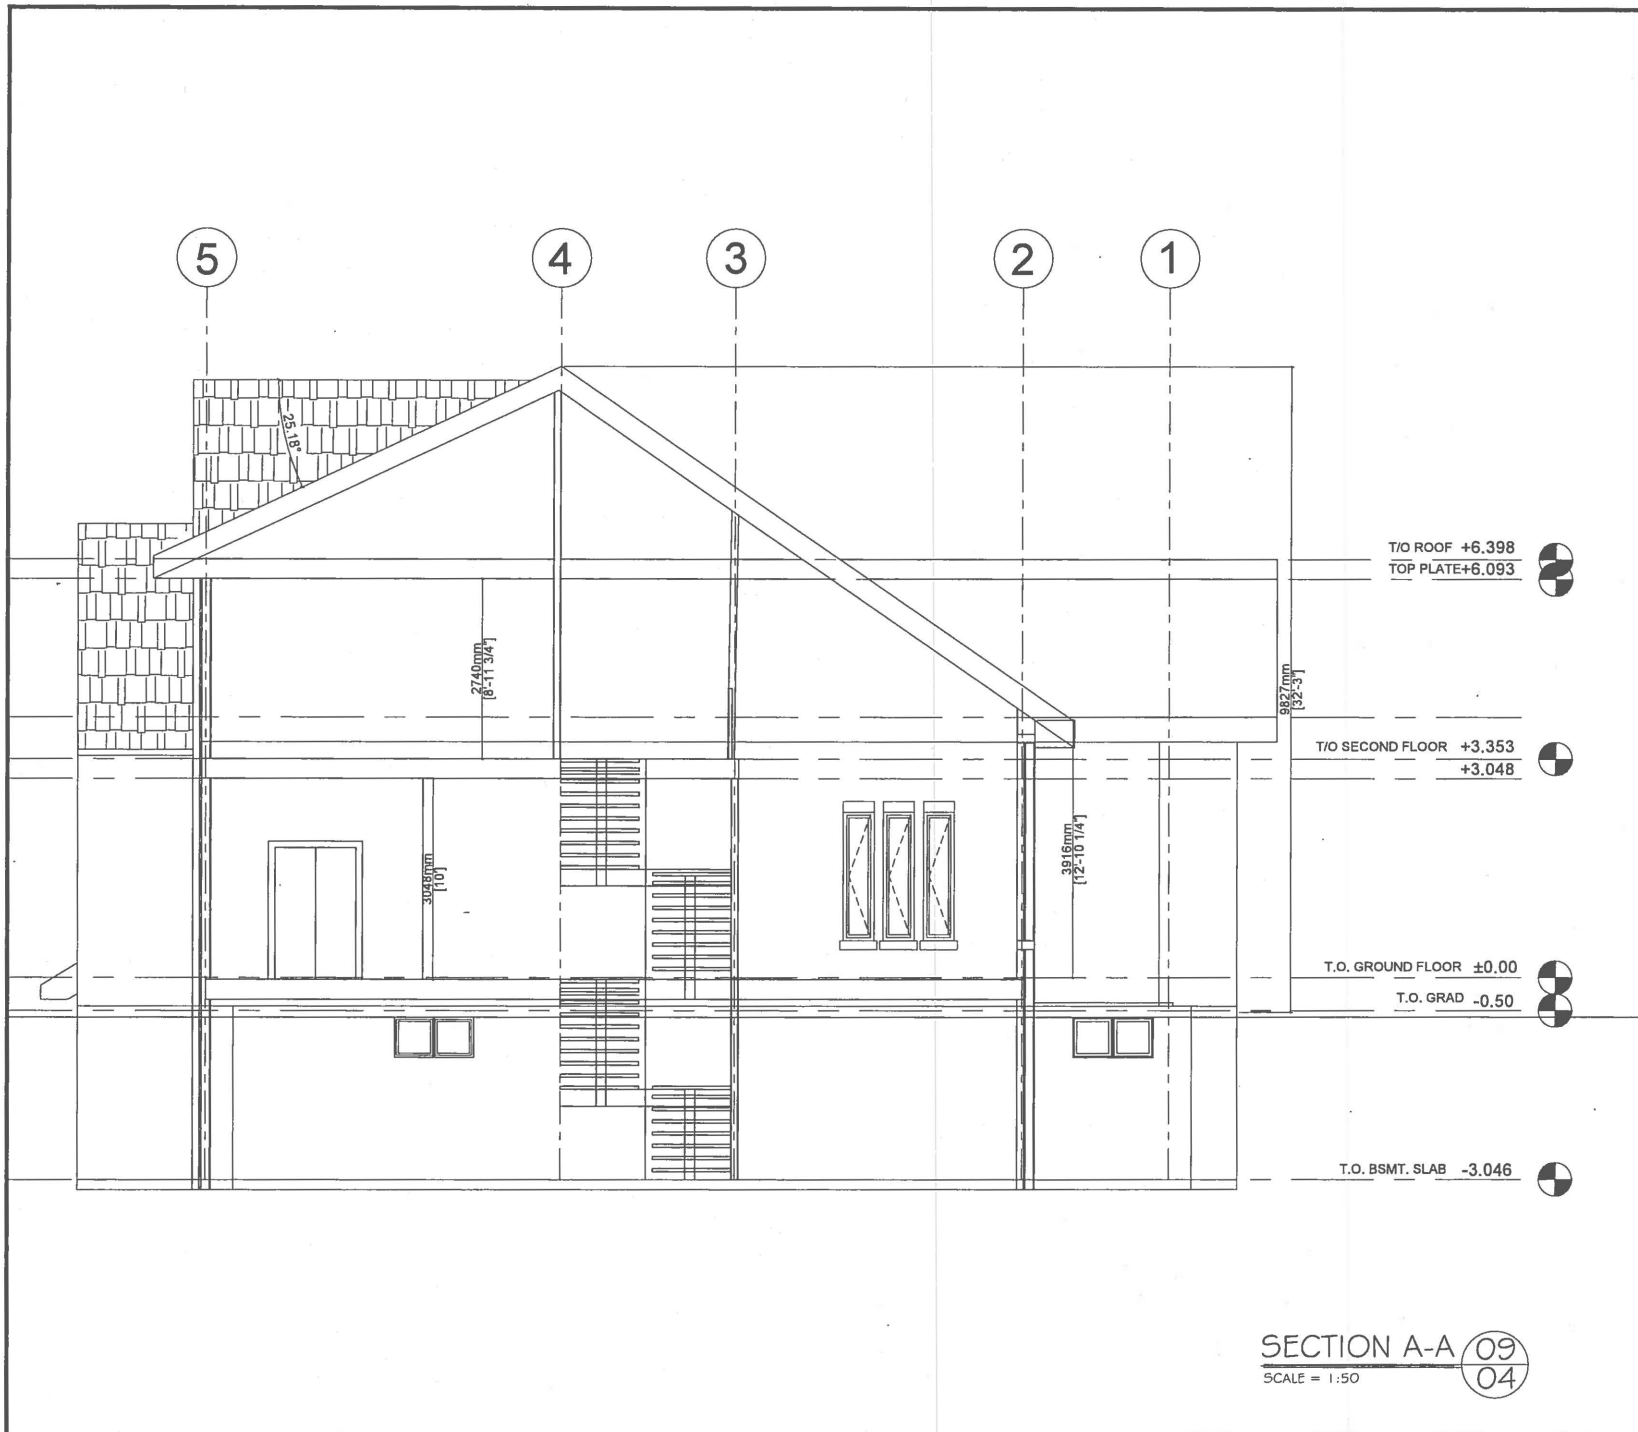 5
4
3
2
1
25.18°
T/O ROOF +6.398
TOP PLATE+6.093
2740mm
[8'-11 3/4"]
9827mm
[32'-3"]
T/O SECOND FLOOR +3.353
+3.048
3048mm
[10']
3916mm
[12'-10 1/4"]
T.O. GROUND FLOOR ±0.00
T.O. GRAD -0.50
T.O. BSMT. SLAB -3.046
SECTION A-A 09
SCALE = 1:50
04